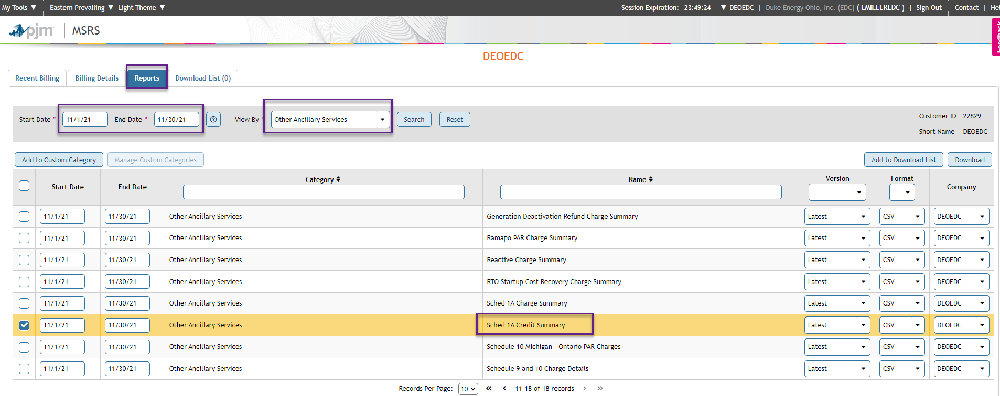 My Tools ▼ Eastern Prevailing ▼ Light Theme ▼ Session Expiration: 23:49:24 ▼ DEOEDC | Duke Energy Ohio, Inc. (EDC) ( LMILLEREDC ) | Sign Out Contact |
pjm MSRS
Feedback
DEOEDC
Recent Billing Billing Details Reports Download List (0)
Start Date * 11/1/21 End Date * 11/30/21 View By * Other Ancillary Services Search Reset Customer ID 22829
Short Name DEOEDC
Add to Custom Category Manage Custom Categories Add to Download List Download
Start Date End Date Category Name Version Format Company
11/1/21 11/30/21 Other Ancillary Services Generation Deactivation Refund Charge Summary Latest CSV DEOEDC
11/1/21 11/30/21 Other Ancillary Services Ramapo PAR Charge Summary Latest CSV DEOEDC
11/1/21 11/30/21 Other Ancillary Services Reactive Charge Summary Latest CSV DEOEDC
11/1/21 11/30/21 Other Ancillary Services RTO Startup Cost Recovery Charge Summary Latest CSV DEOEDC
11/1/21 11/30/21 Other Ancillary Services Sched 1A Charge Summary Latest CSV DEOEDC
11/1/21 11/30/21 Other Ancillary Services Sched 1A Credit Summary Latest CSV DEOEDC
11/1/21 11/30/21 Other Ancillary Services Schedule 10 Michigan - Ontario PAR Charges Latest CSV DEOEDC
11/1/21 11/30/21 Other Ancillary Services Schedule 9 and 10 Charge Details Latest CSV DEOEDC
Records Per Page: 10 « ‹ 11-18 of 18 records › »